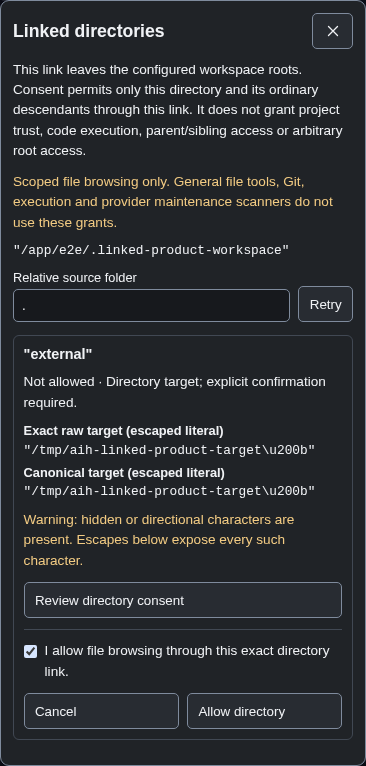 Linked directories
This link leaves the configured workspace roots.
Consent permits only this directory and its ordinary
descendants through this link. It does not grant project
trust, code execution, parent/sibling access or arbitrary
root access.
Scoped file browsing only. General file tools, Git,
execution and provider maintenance scanners do not
use these grants.
"/app/e2e/.linked-product-workspace"
Relative source folder
.
Retry
"external"
Not allowed · Directory target; explicit confirmation
required.
Exact raw target (escaped literal)
"/tmp/aih-linked-product-target\u200b"
Canonical target (escaped literal)
"/tmp/aih-linked-product-target\u200b"
Warning: hidden or directional characters are
present. Escapes below expose every such
character.
Review directory consent
I allow file browsing through this exact directory
link.
Cancel
Allow directory